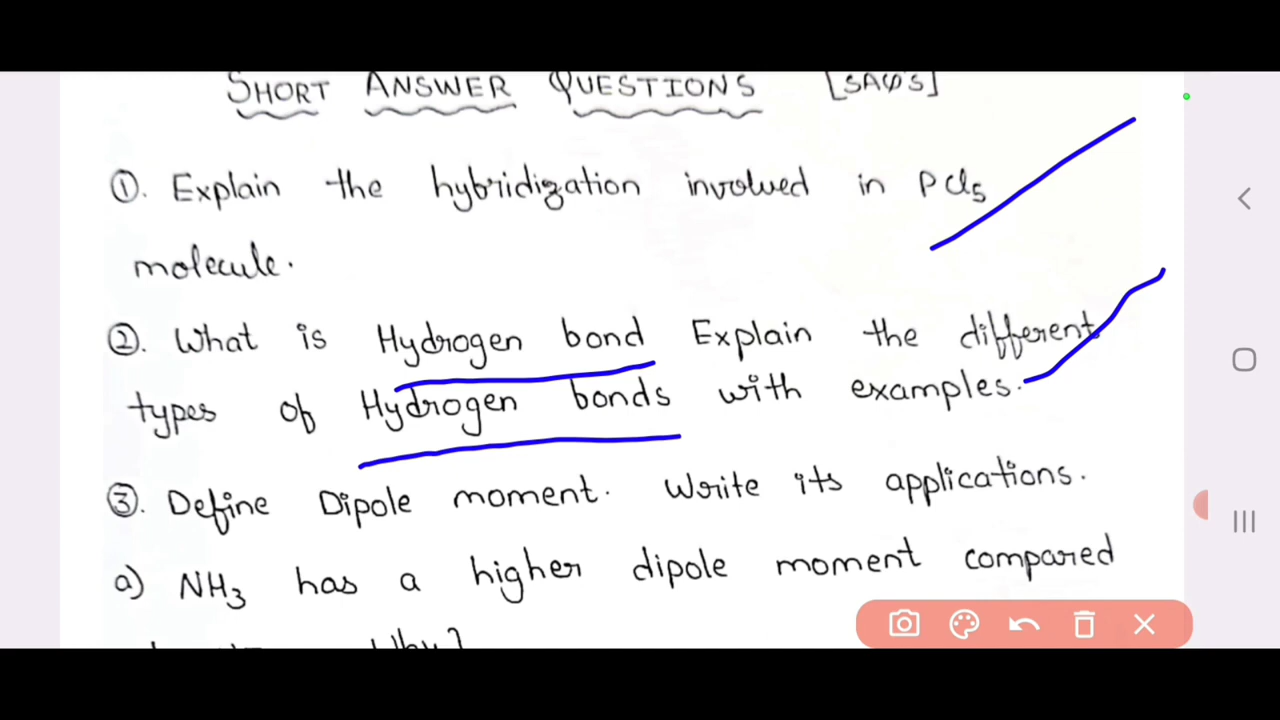 SHORT ANSWER QUESTIONS [SAQ'S]
①. Explain the hybridization involved in PCl5
molecule.
②. What is Hydrogen bond Explain the different
types of Hydrogen bonds with examples.
③. Define Dipole moment. Write its applications.
a) NH3 has a higher dipole moment compared
Why?